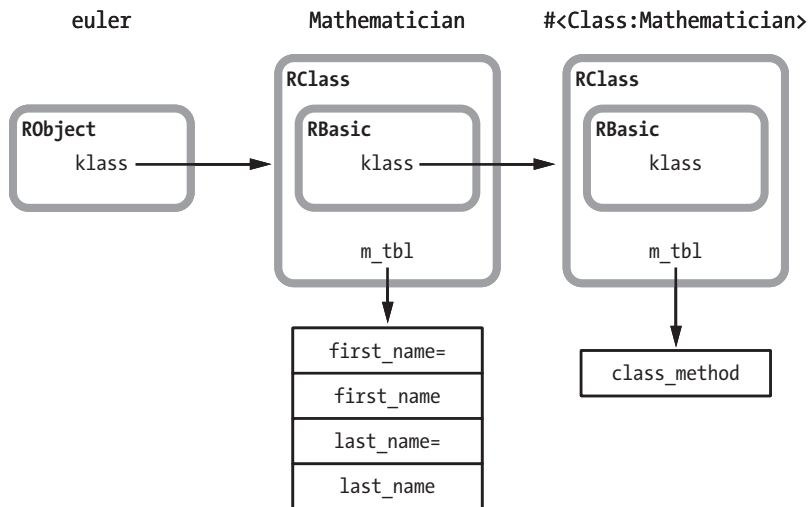 euler
Mathematician
#<Class:Mathematician>
RClass
RClass
RObject
klass
RBasic
klass
RBasic
klass
m_tbl
m_tbl
first_name=
first_name
last_name=
last_name
class_method